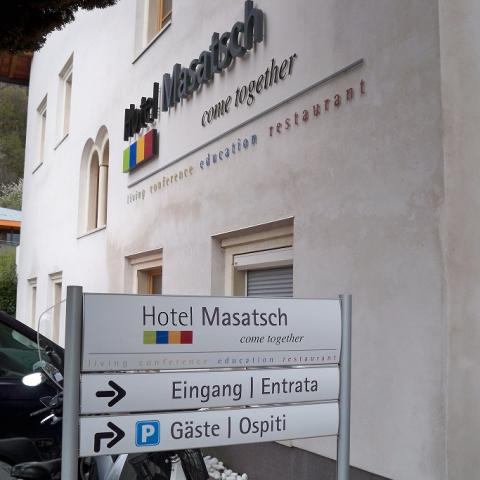 Hotel Masatsch
come together
living conference education restaurant
Hotel Masatsch
come together
living conference education restaurant
Eingang | Entrata
P Gäste | Ospiti